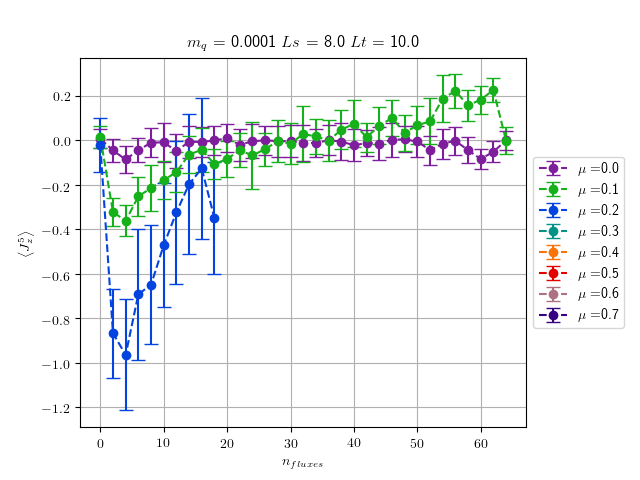 m_q = 0.0001 Ls = 8.0 Lt = 10.0
0.2
0.0
−0.2
−0.4
−0.6
−0.8
−1.0
−1.2
⟨J_z^5⟩
0 10 20 30 40 50 60
n_{fluxes}
μ =0.0
μ =0.1
μ =0.2
μ =0.3
μ =0.4
μ =0.5
μ =0.6
μ =0.7